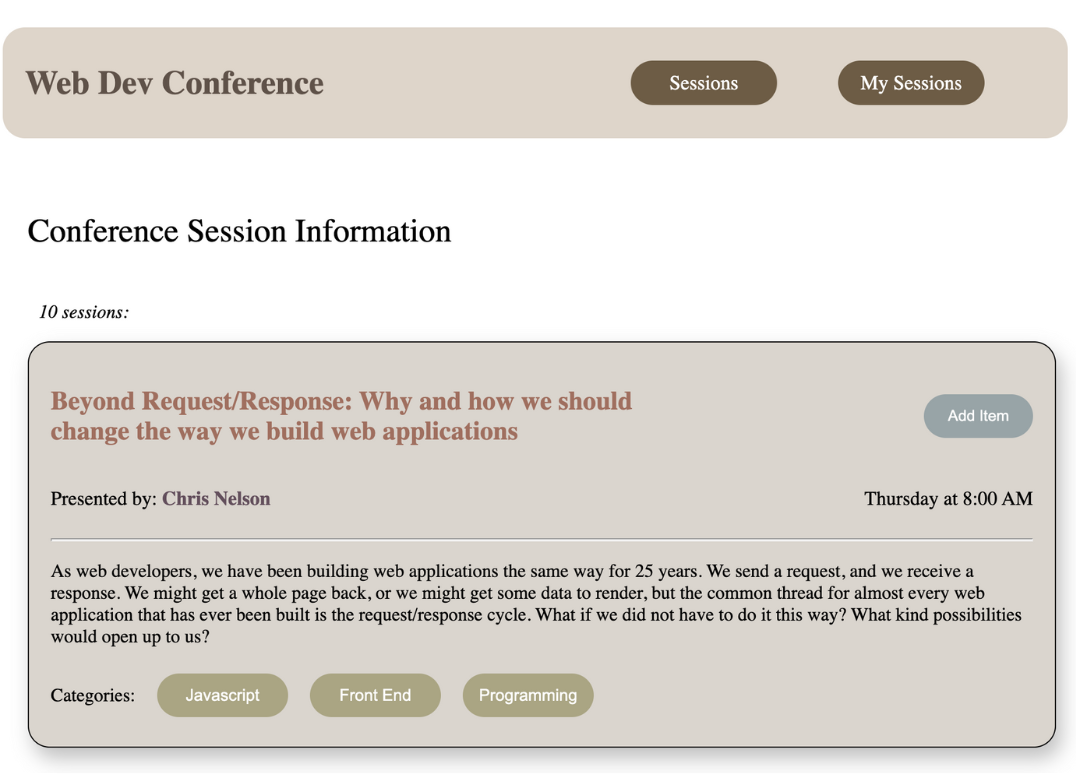 Web Dev Conference
Sessions
My Sessions
Conference Session Information
10 sessions:
Beyond Request/Response: Why and how we should
change the way we build web applications
Add Item
Presented by: Chris Nelson
Thursday at 8:00 AM
As web developers, we have been building web applications the same way for 25 years. We send a request, and we receive a
response. We might get a whole page back, or we might get some data to render, but the common thread for almost every web
application that has ever been built is the request/response cycle. What if we did not have to do it this way? What kind possibilities
would open up to us?
Categories:
Javascript
Front End
Programming